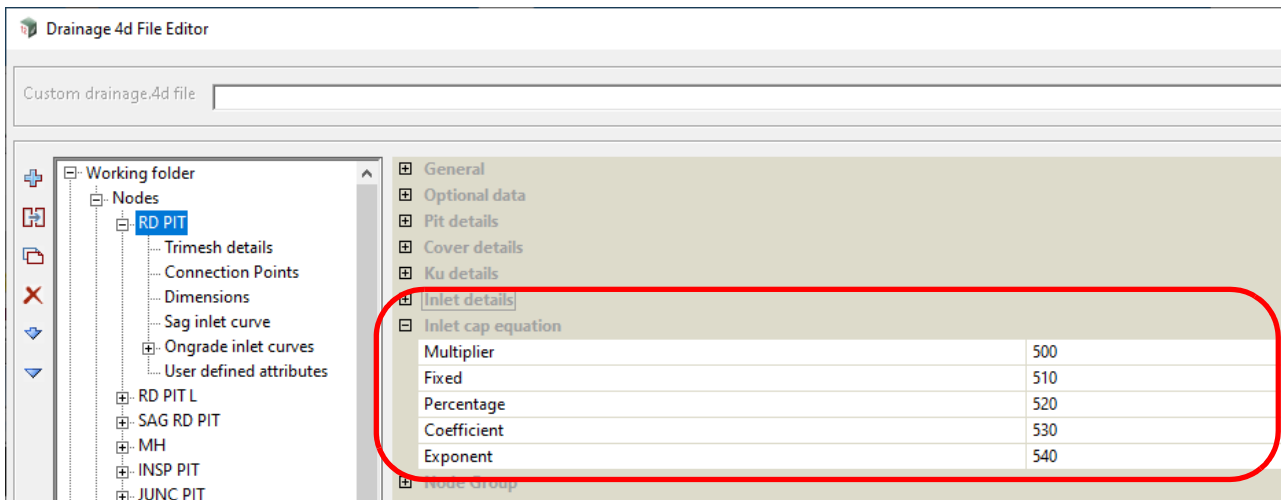 Drainage 4d File Editor
Custom drainage.4d file
Working folder
Nodes
RD PIT
Trimesh details
Connection Points
Dimensions
Sag inlet curve
Ongrade inlet curves
User defined attributes
RD PIT L
SAG RD PIT
MH
INSP PIT
JUNC PIT
General
Optional data
Pit details
Cover details
Ku details
Inlet details
Inlet cap equation
Multiplier 500
Fixed 510
Percentage 520
Coefficient 530
Exponent 540
Node Group